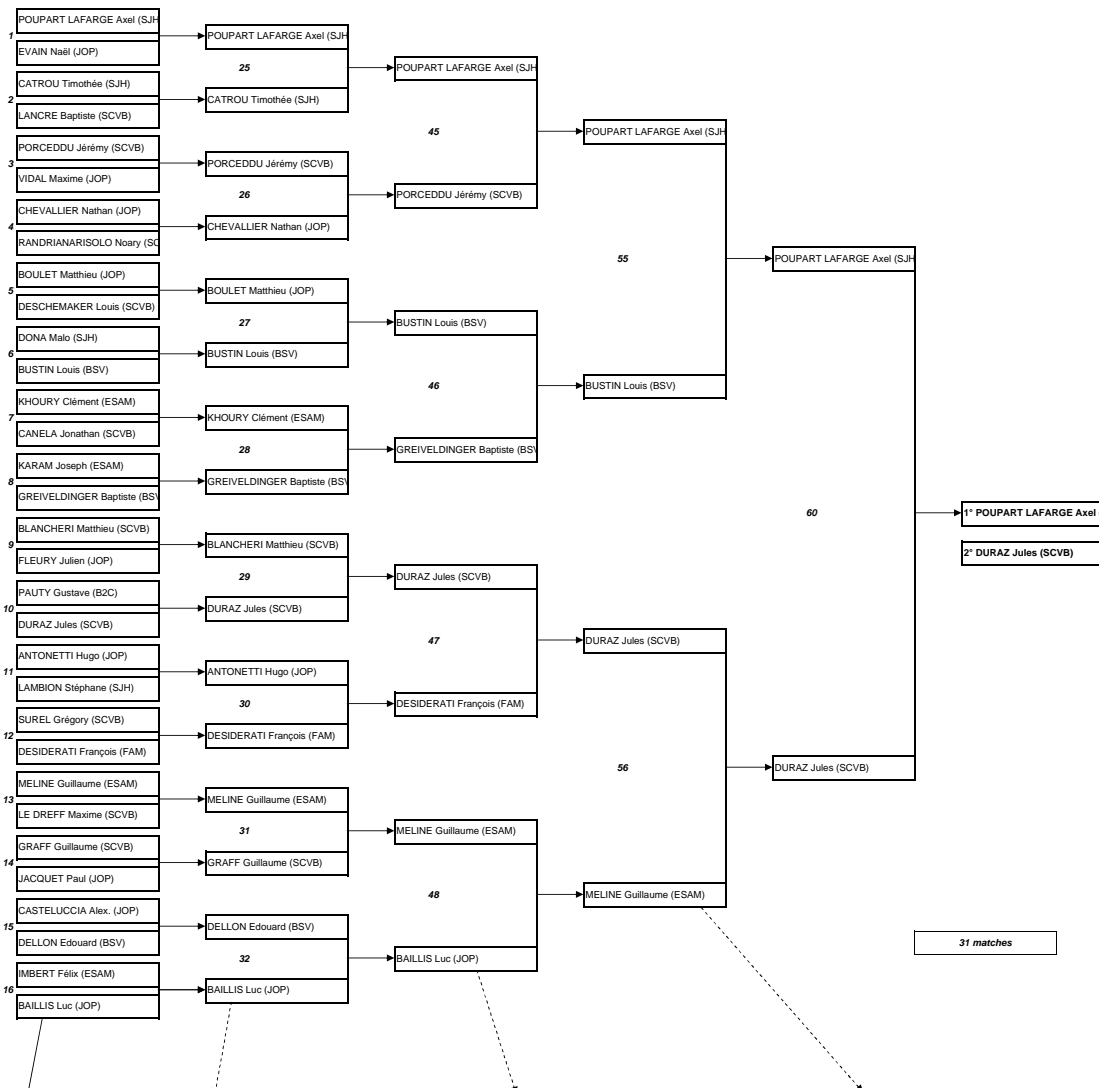 POUPART LAFARGE Axel (SJH
1
EVAIN Naël (JOP)
CATROU Timothée (SJH)
2
LANCRE Baptiste (SCVB)
PORCEDDU Jérémy (SCVB)
3
VIDAL Maxime (JOP)
CHEVALLIER Nathan (JOP)
4
RANDRIANARISOLO Noary (SC
BOULET Matthieu (JOP)
5
DESCHEMAKER Louis (SCVB)
DONA Malo (SJH)
6
BUSTIN Louis (BSV)
KHOURY Clément (ESAM)
7
CANELA Jonathan (SCVB)
KARAM Joseph (ESAM)
8
GREIVELDINGER Baptiste (BSV
BLANCHERI Matthieu (SCVB)
9
FLEURY Julien (JOP)
PAUTY Gustave (B2C)
10
DURAZ Jules (SCVB)
ANTONETTI Hugo (JOP)
11
LAMBION Stéphane (SJH)
SUREL Grégory (SCVB)
12
DESIDERATI François (FAM)
MELINE Guillaume (ESAM)
13
LE DREFF Maxime (SCVB)
GRAFF Guillaume (SCVB)
14
JACQUET Paul (JOP)
CASTELUCCIA Alex. (JOP)
15
DELLON Edouard (BSV)
IMBERT Félix (ESAM)
16
BAILLIS Luc (JOP)
POUPART LAFARGE Axel (SJH
25
CATROU Timothée (SJH)
PORCEDDU Jérémy (SCVB)
26
CHEVALLIER Nathan (JOP)
BOULET Matthieu (JOP)
27
BUSTIN Louis (BSV)
KHOURY Clément (ESAM)
28
GREIVELDINGER Baptiste (BSV
BLANCHERI Matthieu (SCVB)
29
DURAZ Jules (SCVB)
ANTONETTI Hugo (JOP)
30
DESIDERATI François (FAM)
MELINE Guillaume (ESAM)
31
GRAFF Guillaume (SCVB)
DELLON Edouard (BSV)
32
BAILLIS Luc (JOP)
POUPART LAFARGE Axel (SJH
45
PORCEDDU Jérémy (SCVB)
BUSTIN Louis (BSV)
46
GREIVELDINGER Baptiste (BSV
DURAZ Jules (SCVB)
47
DESIDERATI François (FAM)
MELINE Guillaume (ESAM)
48
BAILLIS Luc (JOP)
POUPART LAFARGE Axel (SJH
55
BUSTIN Louis (BSV)
DURAZ Jules (SCVB)
56
MELINE Guillaume (ESAM)
POUPART LAFARGE Axel (SJH
60
DURAZ Jules (SCVB)
1° POUPART LAFARGE Axel
2° DURAZ Jules (SCVB)
31 matches